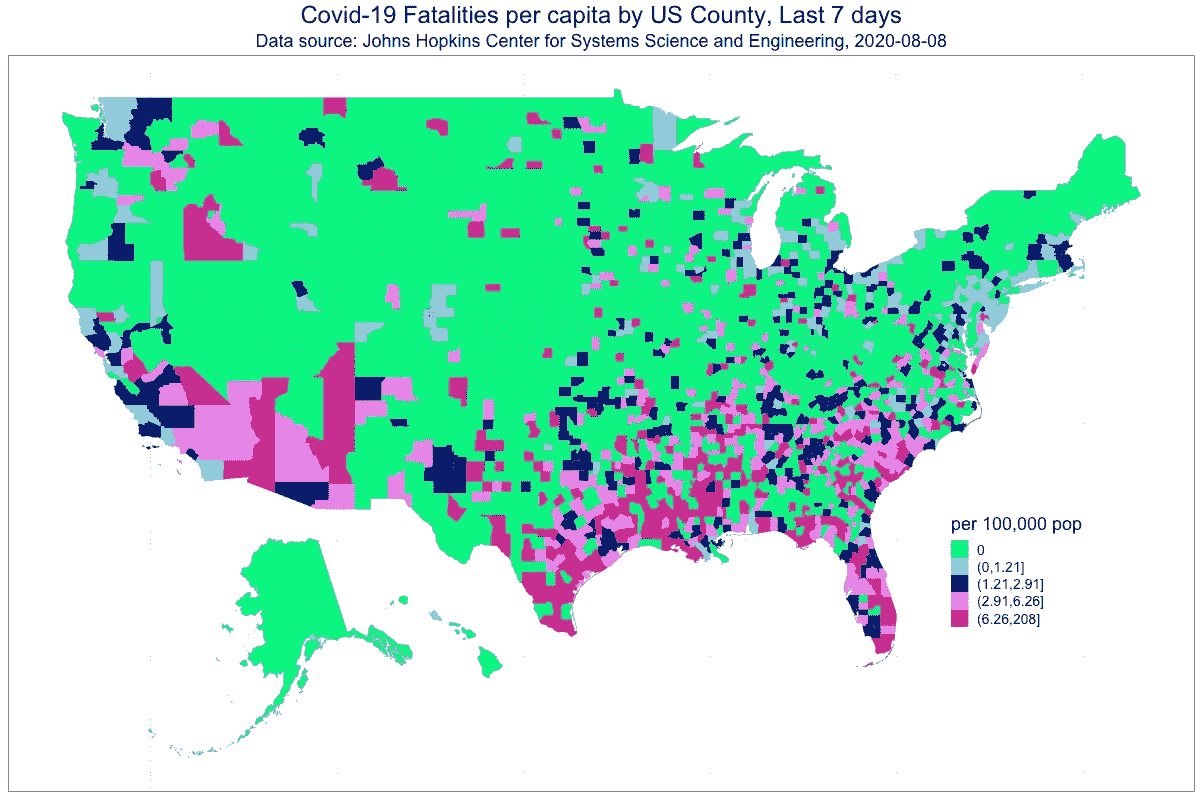 Covid-19 Fatalities per capita by US County, Last 7 days
Data source: Johns Hopkins Center for Systems Science and Engineering, 2020-08-08
per 100,000 pop
0
(0,1.21]
(1.21,2.91]
(2.91,6.26]
(6.26,208]